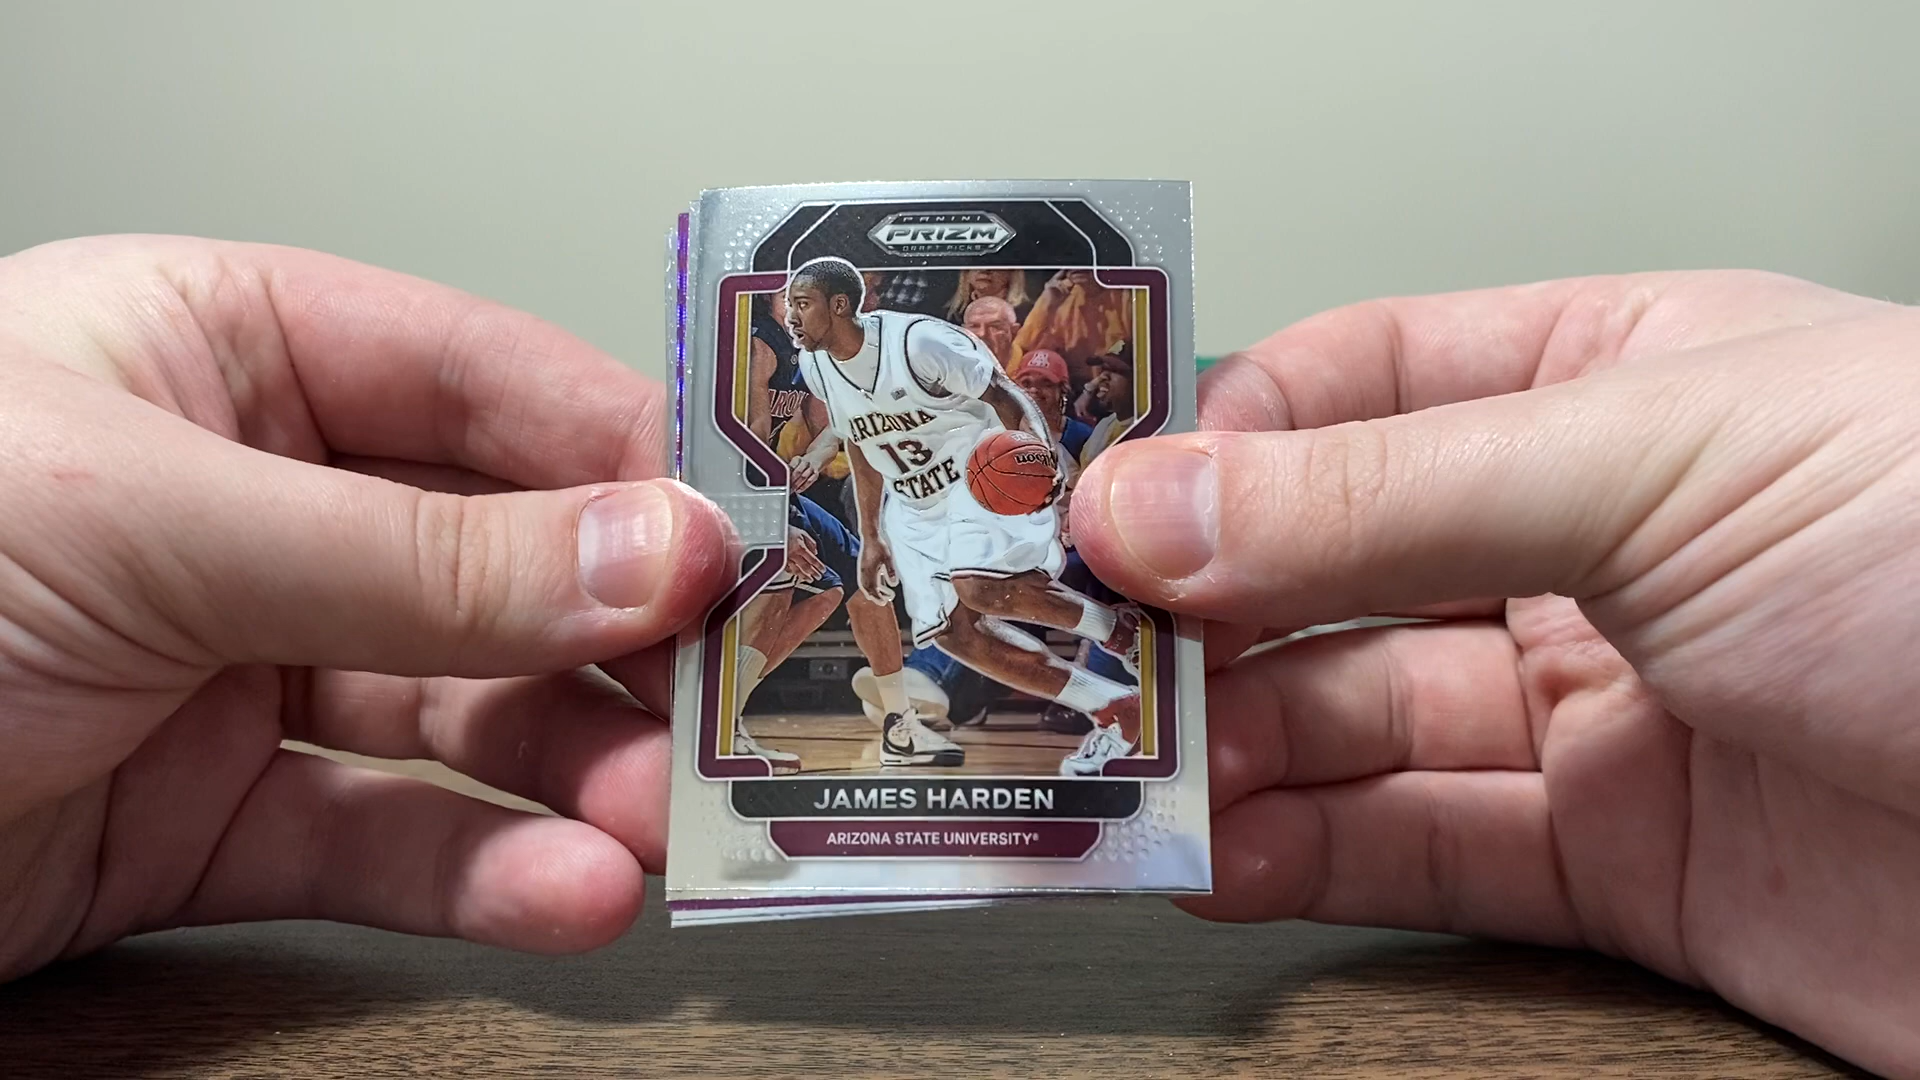 PANINI
PRIZM
DRAFT PICKS
ARIZONA
13
STATE
JAMES HARDEN
ARIZONA STATE UNIVERSITY®